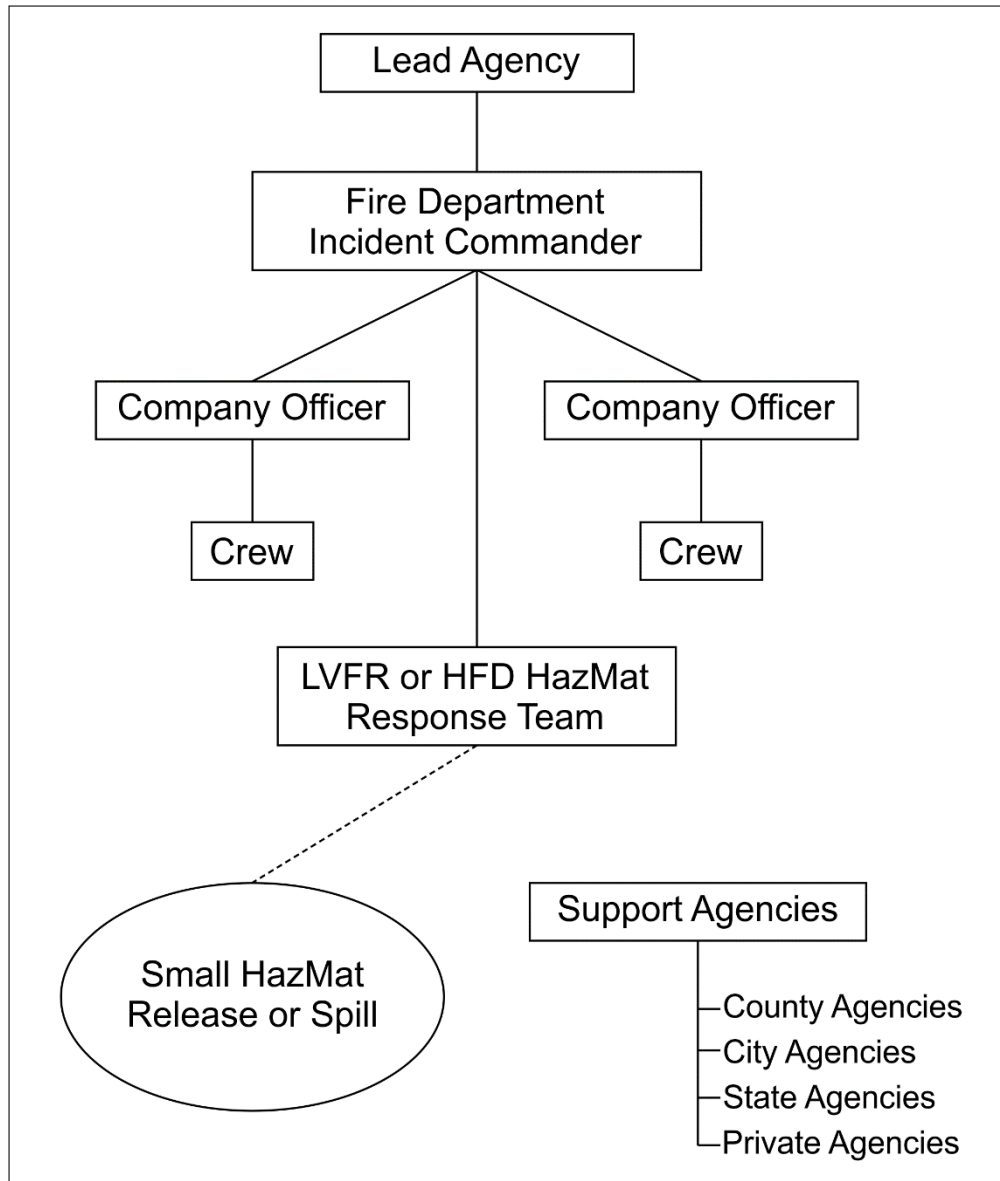 Lead Agency
Fire Department
Incident Commander
Company Officer
Company Officer
Crew
Crew
LVFR or HFD HazMat
Response Team
Small HazMat
Release or Spill
Support Agencies
County Agencies
City Agencies
State Agencies
Private Agencies